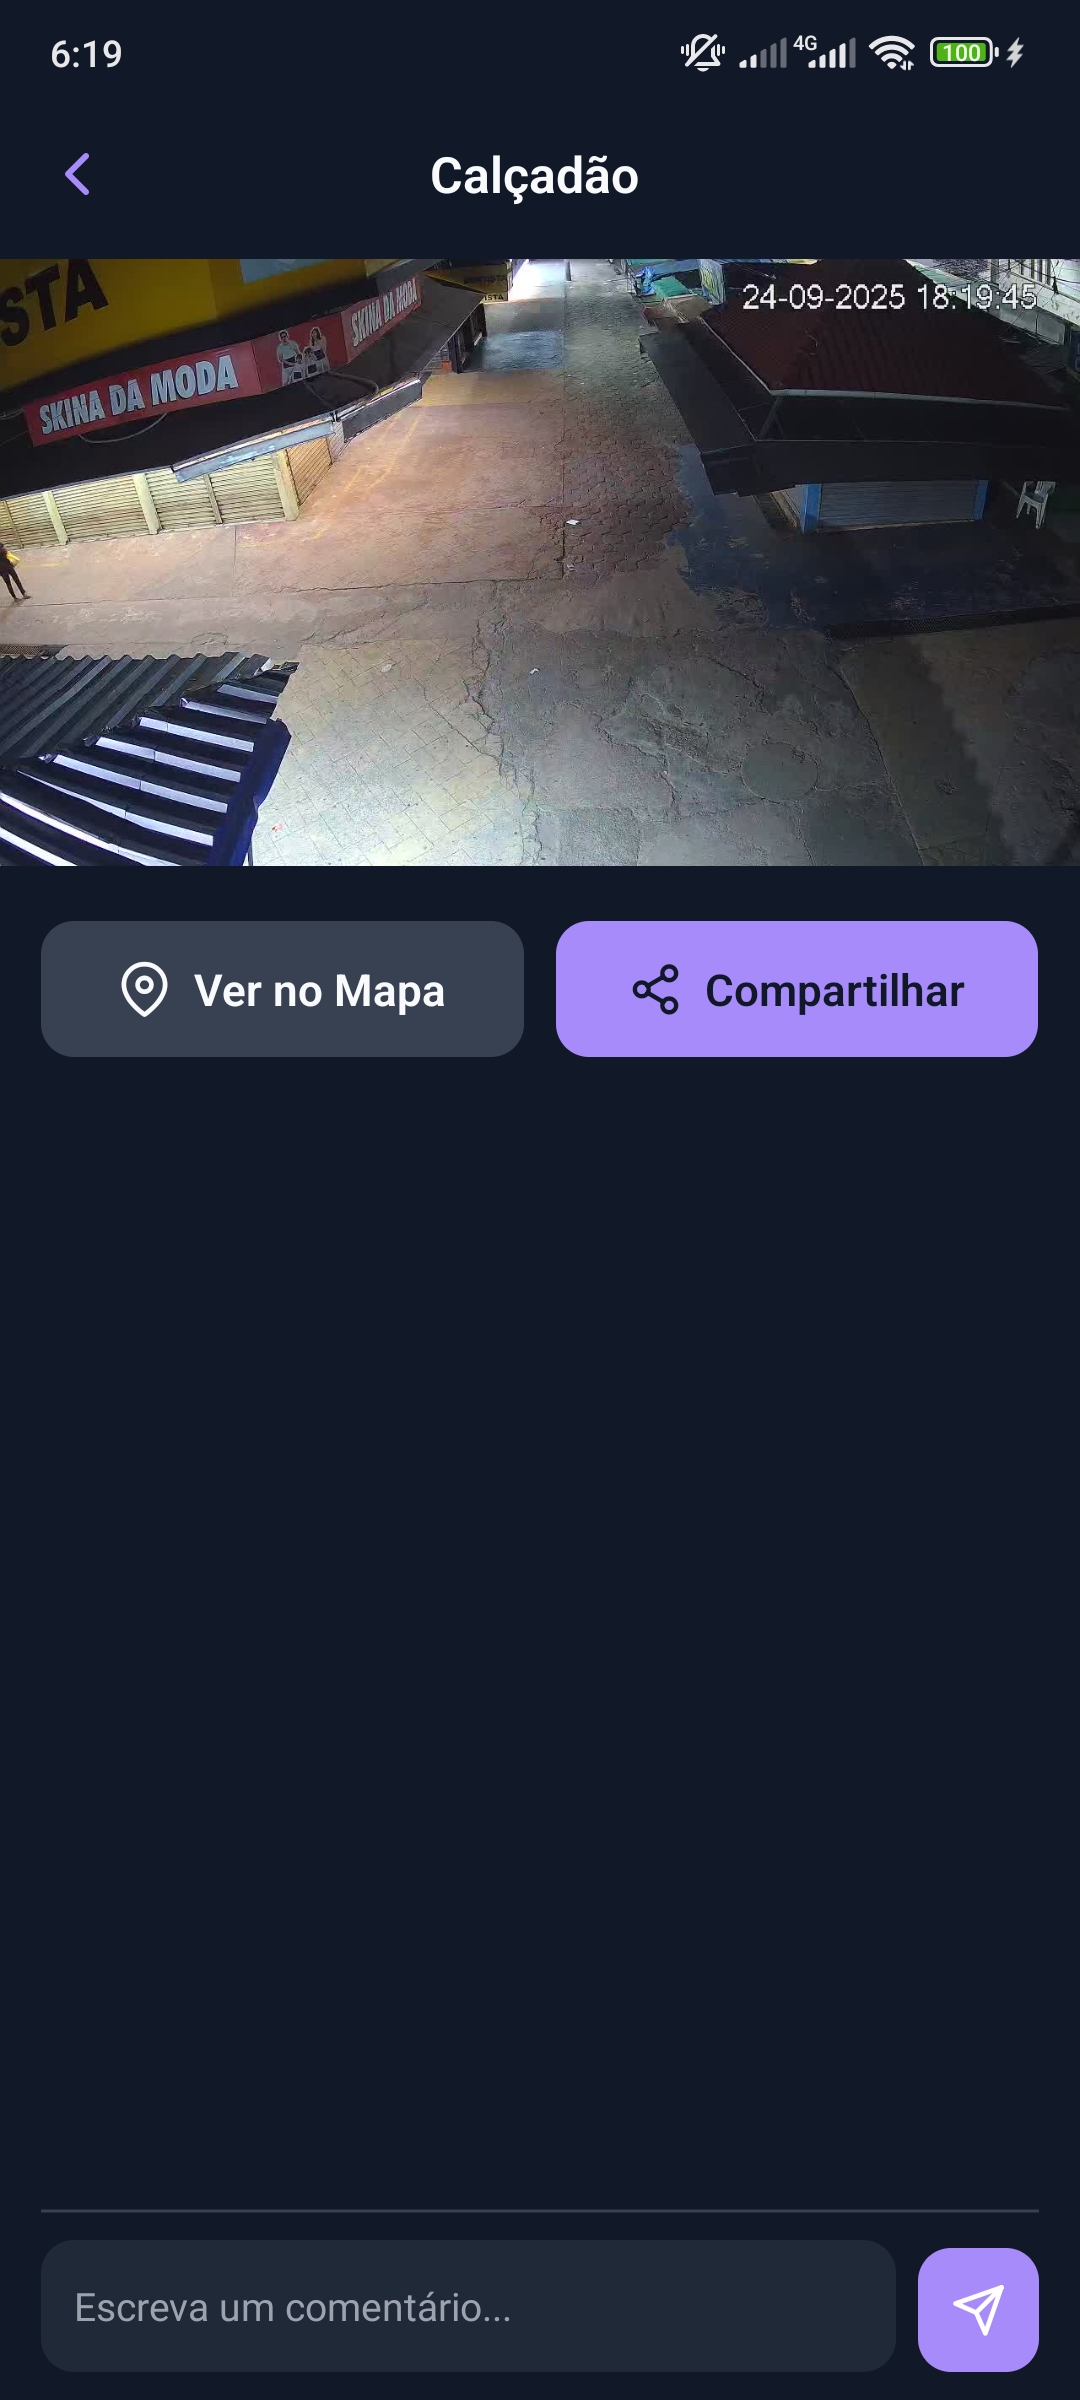 6:19
4G
100
Calçadão
STA
24-09-2025 18:19:45
SKINA DA MODA
SKINA DA MODA
ISTA
Ver no Mapa
Compartilhar
Escreva um comentário...